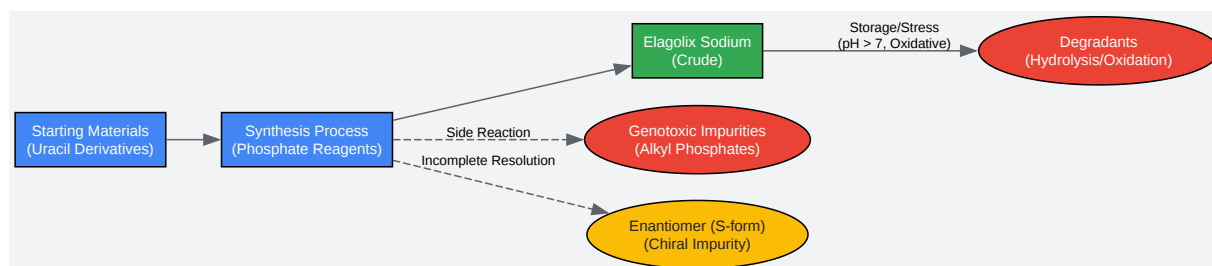 Starting Materials
(Uracil Derivatives)
Synthesis Process
(Phosphate Reagents)
Elagolix Sodium
(Crude)
Storage/Stress
(pH > 7, Oxidative)
Degradants
(Hydrolysis/Oxidation)
Side Reaction
Genotoxic Impurities
(Alkyl Phosphates)
Incomplete Resolution
Enantiomer (S-form)
(Chiral Impurity)